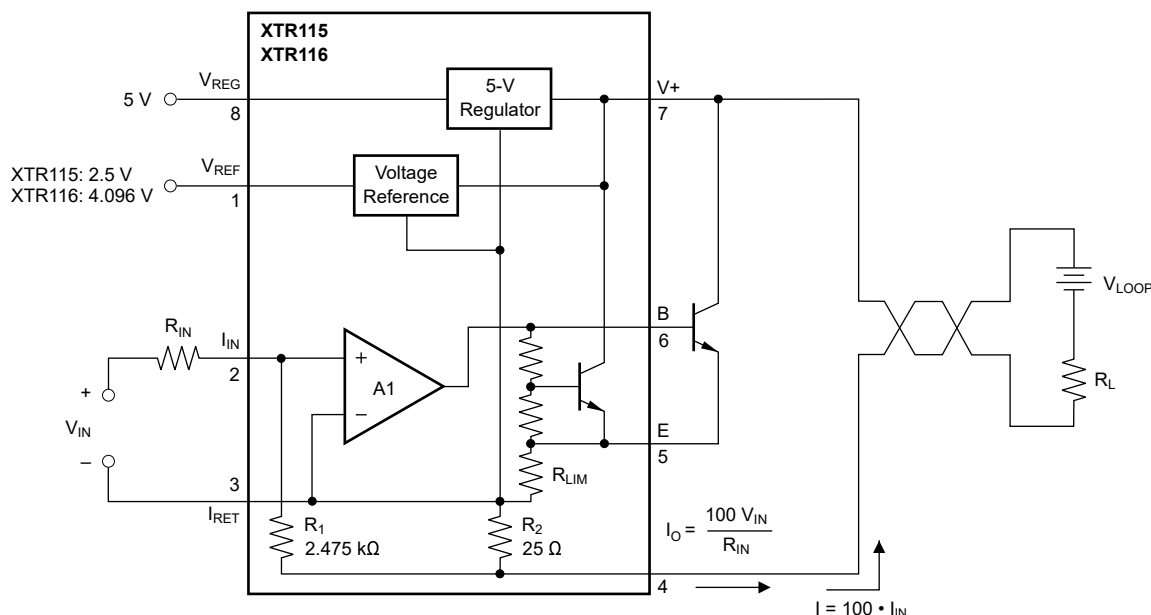 XTR115
XTR116
V_REG
5 V
8
5-V
Regulator
V+
7
V_REF
XTR115: 2.5 V
XTR116: 4.096 V
1
Voltage
Reference
R_IN
I_IN
2
+
A1
–
B
6
V_LOOP
R_L
+
V_IN
–
E
5
R_LIM
3
I_RET
R_1
2.475 kΩ
R_2
25 Ω
I_O = 100 V_IN / R_IN
4
I = 100 • I_IN